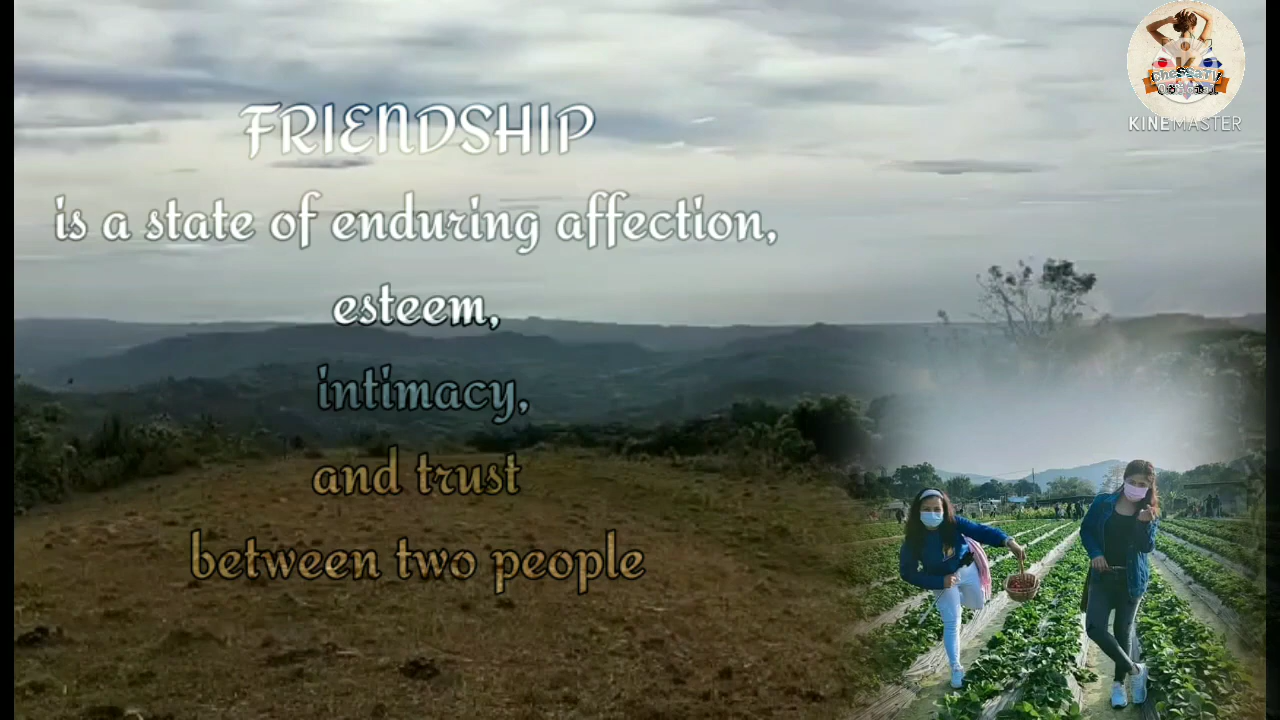 FRIENDSHIP
is a state of enduring affection,
esteem,
intimacy,
and trust
between two people
KINEMASTER